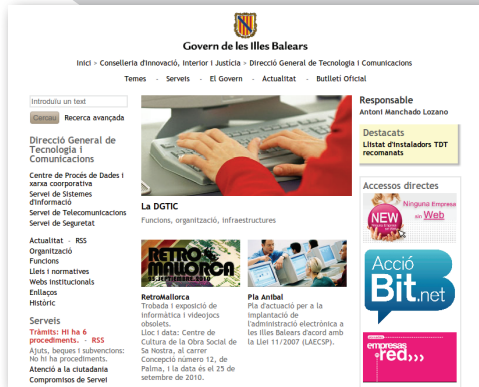 Govern de les Illes Balears
Inici > Conselleria d'Innovació, Interior i Justícia > Direcció General de Tecnologia i Comunicacions
Temes - Serveis - El Govern - Actualitat - Butlletí Oficial
Introduïu un text
Cercau Recerca avançada
Direcció General de
Tecnologia i
Comunicacions
Centre de Procés de Dades i
xarxa coorporativa
Servei de Sistemes
d'Informació
Servei de Telecomunicacions
Servei de Seguretat
Actualitat - RSS
Organització
Funcions
Lleis i normatives
Webs institucionals
Enllaços
Històric
Serveis
Tràmits: Hi ha 6
procediments. - RSS
Ajuts, beques i subvencions:
No hi ha procediments.
Atenció a la ciutadania
Compromisos de Servei
La DGTIC
Funcions, organització, infraestructures
RETRO
MALLORCA
25.SEPTIEMBRE.2010
RetroMallorca
Trobada i exposició de
informàtica i videojocs
obsolets.
Lloc i data: Centre de
Cultura de la Obra Social de
Sa Nostra, al carrer
Concepció número 12, de
Palma, i la data és el 25 de
setembre de 2010.
Pla Anibal
Pla d'actuació per a la
implantació de
l'administració electrònica a
les Illes Balears d'acord amb
la Llei 11/2007 (LAECSP).
Responsable
Antoni Manchado Lozano
Destacats
Llistat d'instaladors TDT
recomanats
Accessos directes
NEW
Ninguna Empresa
sin Web
Acció
Bit.net
empresas
red›››